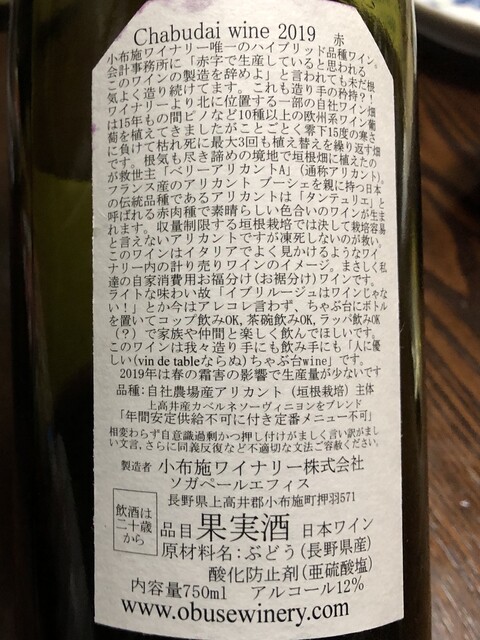 Chabudai wine 2019 赤
小布施ワイナリー唯一のハイブリッド品種ワイン。
会計事務所に「赤字で生産していると思われる
このワインの製造を辞めよ」と言われても未だ根
気よく造り続けてます。これも造り手の矜持？！
ワイナリーより北に位置する一部の自社ワイン畑
は15年もの間ピノなど10種以上の欧州系ワイン葡
萄を植えてきましたがことごとく零下15度の寒さ
に負けて枯れ死に最大3回も植え替えを繰り返す畑
です。根気も尽き諦めの境地で垣根畑に植えたの
が救世主「ベリーアリカントA」（通称アリカント）。
フランス産のアリカント ブーシェを親に持つ日本
の伝統品種であるアリカントは「タンテュリエ」と
呼ばれる赤肉種で素晴らしい色合いのワインが生ま
れます。収量制限する垣根栽培では決して栽培容易
と言えないアリカントですが凍死しないのが救い。
このワインはイタリアでよく見かけるようなワイ
ナリー内の計り売りワインのイメージ。まさしく私
達の自家消費用お福分け(お裾分け)ワインです。
ライトな味わい故「イブリルージュはワインじゃな
い！」とか今はアレコレ言わず、ちゃぶ台にボトル
を置いてコップ飲みOK,茶碗飲みOK,ラッパ飲みOK
（？）で家族や仲間と楽しく飲んでほしいです。
このワインは我々造り手にも飲み手にも「人に優
しい(vin de tableならぬ)ちゃぶ台wine」です。
2019年は春の霜害の影響で生産量が少ないです
品種:自社農場産アリカント（垣根栽培）主体
上高井産カベルネソーヴィニヨンをブレンド
「年間安定供給不可に付き定番メニュー不可」
相変わらず自意識過剰かつ押し付けがましく言い訳がまし
い文言、さらに同義反復など不適切な文法ご容赦ください。
製造者 小布施ワイナリー株式会社
ソガペールエフィス
長野県上高井郡小布施町押羽571
飲酒は
二十歳
から
品目 果実酒 日本ワイン
原材料名:ぶどう(長野県産)
酸化防止剤(亜硫酸塩)
内容量750ml アルコール12%
www.obusewinery.com